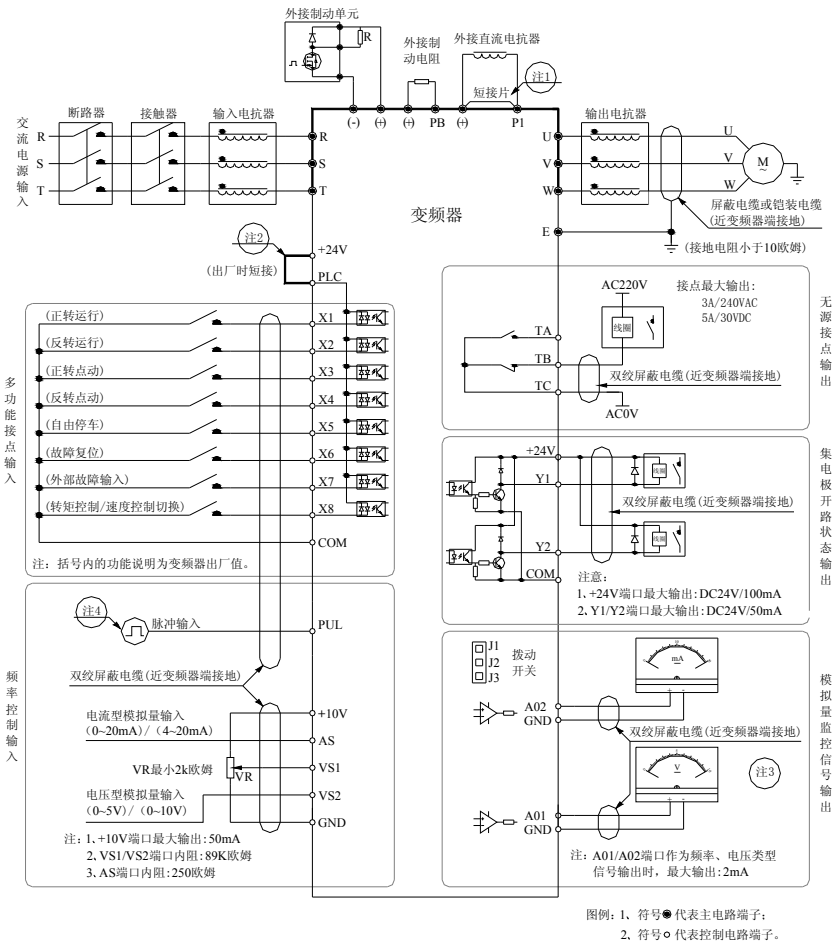 外接制动单元
R
外接制
动电阻
外接直流电抗器
短接片
注1
(-)
(+)
(+)
PB
(+)
P1
交流电源输入
断路器
接触器
输入电抗器
R
S
T
R
S
T
变频器
U
V
W
E
输出电抗器
U
V
W
M
~
屏蔽电缆或铠装电缆
(近变频器端接地)
(接地电阻小于10欧姆)
注2
(出厂时短接)
+24V
PLC
多功能接点输入
(正转运行)
X1
(反转运行)
X2
(正转点动)
X3
(反转点动)
X4
(自由停车)
X5
(故障复位)
X6
(外部故障输入)
X7
(转矩控制/速度控制切换)
X8
COM
注：括号内的功能说明为变频器出厂值。
频率控制输入
注4
脉冲输入
PUL
双绞屏蔽电缆(近变频器端接地)
电流型模拟量输入
(0~20mA)/（4~20mA)
+10V
AS
VR最小2k欧姆
VR
VS1
电压型模拟量输入
(0~5V)/（0~10V)
VS2
GND
注：1、+10V端口最大输出:50mA
2、VS1/VS2端口内阻:89K欧姆
3、AS端口内阻:250欧姆
无源接点输出
AC220V
线圈
接点最大输出:
3A/240VAC
5A/30VDC
TA
TB
TC
双绞屏蔽电缆(近变频器端接地)
AC0V
集电极开路状态输出
+24V
Y1
线圈
双绞屏蔽电缆(近变频器端接地)
Y2
线圈
COM
注意：
1、+24V端口最大输出:DC24V/100mA
2、Y1/Y2端口最大输出:DC24V/50mA
模拟量监控信号输出
J1
J2
J3
拨动
开关
mA
+ -
A02
GND
双绞屏蔽电缆(近变频器端接地)
V
+ -
注3
A01
GND
注：A01/A02端口作为频率、电压类型
信号输出时，最大输出:2mA
图例：1、符号 代表主电路端子；
2、符号 代表控制电路端子。